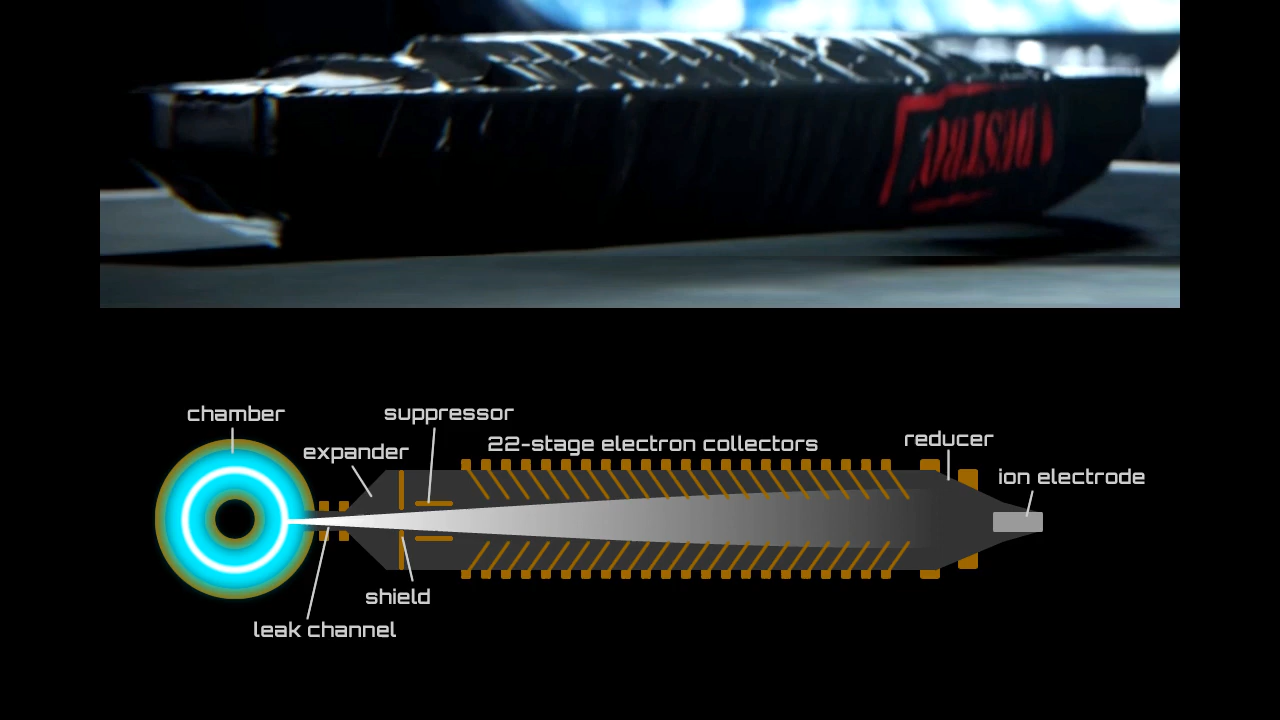 chamber
suppressor
expander
22-stage electron collectors
reducer
ion electrode
shield
leak channel